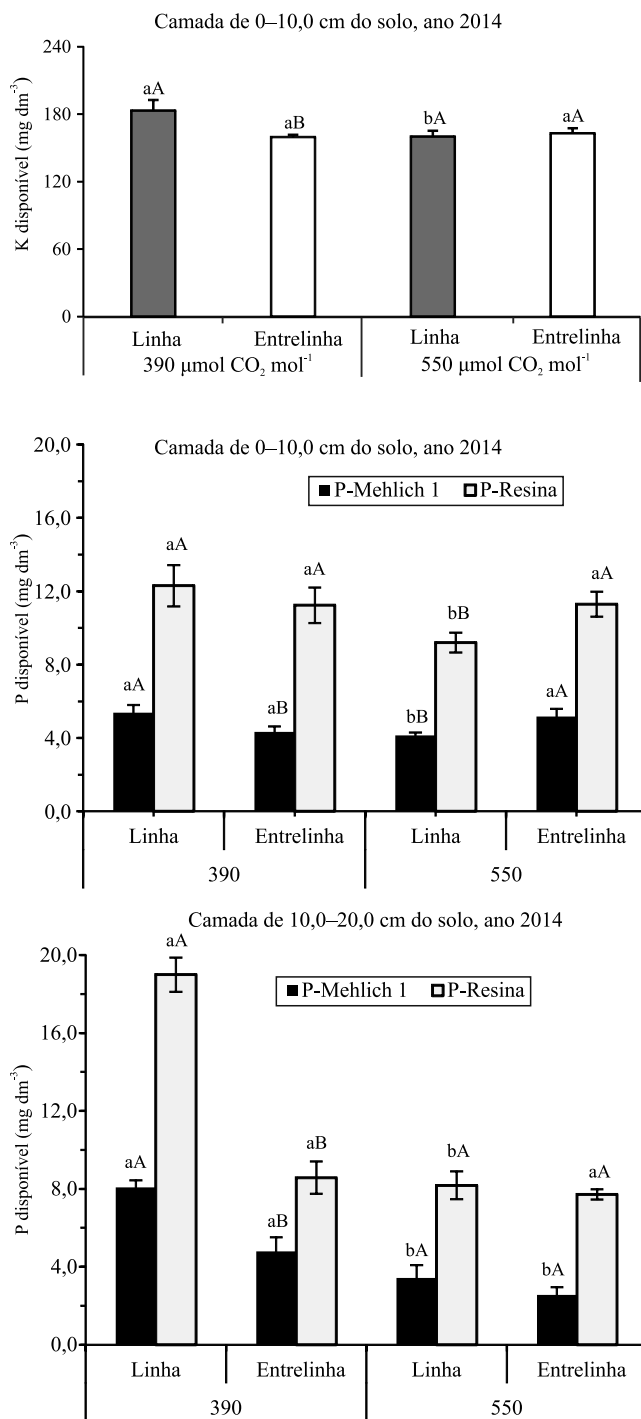 Camada de 0–10,0 cm do solo, ano 2014
K disponível (mg dm⁻³)
240
180
120
60
0
aA
aB
bA
aA
Linha
Entrelinha
Linha
Entrelinha
390 μmol CO₂ mol⁻¹
550 μmol CO₂ mol⁻¹
Camada de 0–10,0 cm do solo, ano 2014
P disponível (mg dm⁻³)
20,0
16,0
12,0
8,0
4,0
0,0
P-Mehlich 1
P-Resina
aA
aA
aB
aA
bB
bB
aA
aA
Linha
Entrelinha
Linha
Entrelinha
390
550
Camada de 10,0–20,0 cm do solo, ano 2014
P disponível (mg dm⁻³)
20,0
16,0
12,0
8,0
4,0
0,0
P-Mehlich 1
P-Resina
aA
aA
aB
aB
bA
bA
bA
aA
Linha
Entrelinha
Linha
Entrelinha
390
550